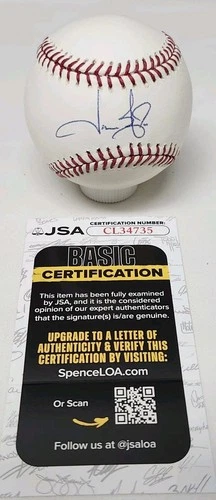 CERTIFICATION NUMBER:
JSA CL34735
BASIC
CERTIFICATION
This item has been fully examined
by JSA, and it is the considered
opinion of our expert authenticators
that the signature(s) is/are genuine.
UPGRADE TO A LETTER OF
AUTHENTICITY & VERIFY THIS
CERTIFICATION BY VISITING:
SpenceLOA.com
Or Scan
Follow us at @jsaloa